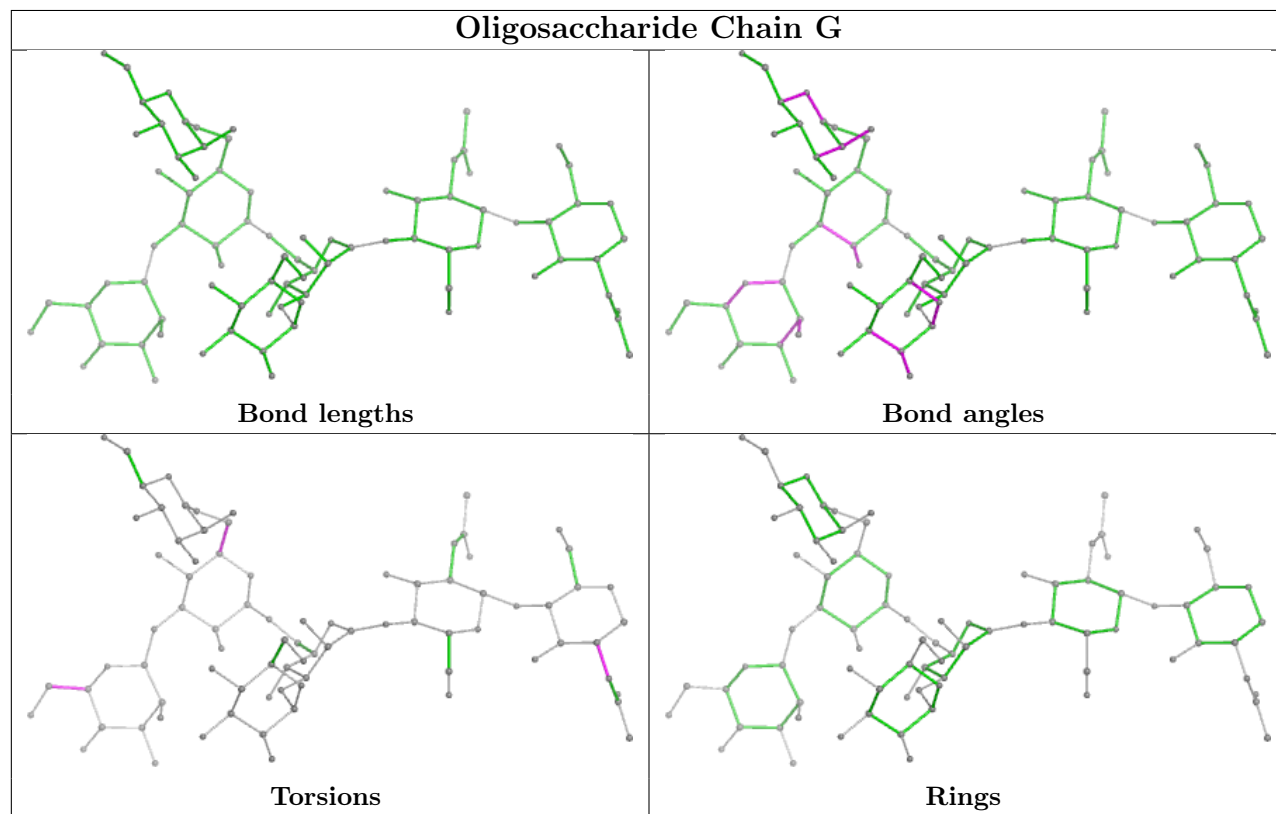 Oligosaccharide Chain G
Bond lengths
Bond angles
Torsions
Rings